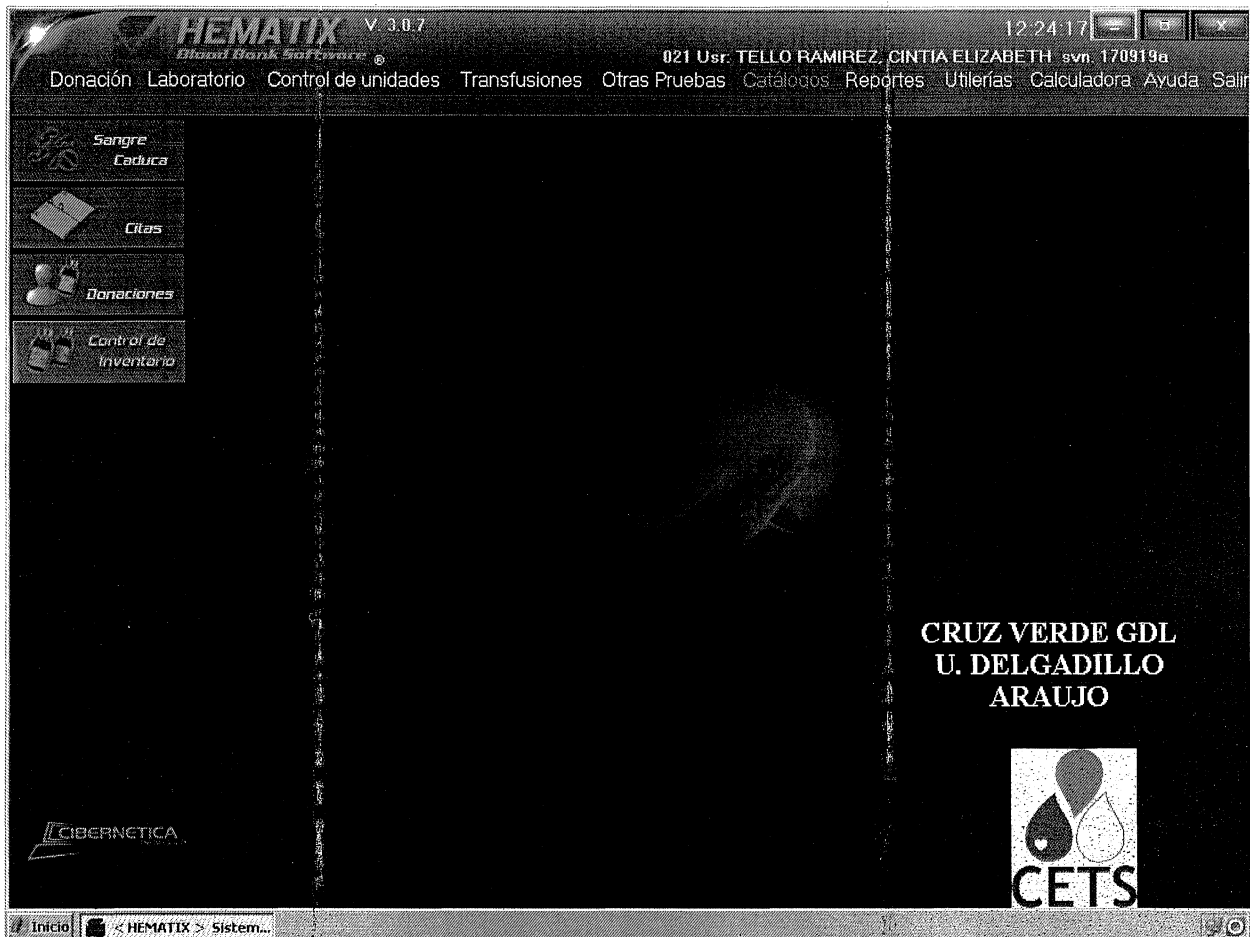 HEMATIX V. 3.0.7 12:24:17
Blood Bank Software ®
021 Usr. TELLO RAMIREZ, CINTIA ELIZABETH svn. 170919a
Donación Laboratorio Control de unidades Transfusiones Otras Pruebas Catálogos Reportes Utilerías Calculadora Ayuda Salir
Sangre
Caduca
Citas
Donaciones
Control de
Inventario
CRUZ VERDE GDL
U. DELGADILLO
ARAUJO
CIBERNETICA
CETS
Inicio < HEMATIX > Sistem...